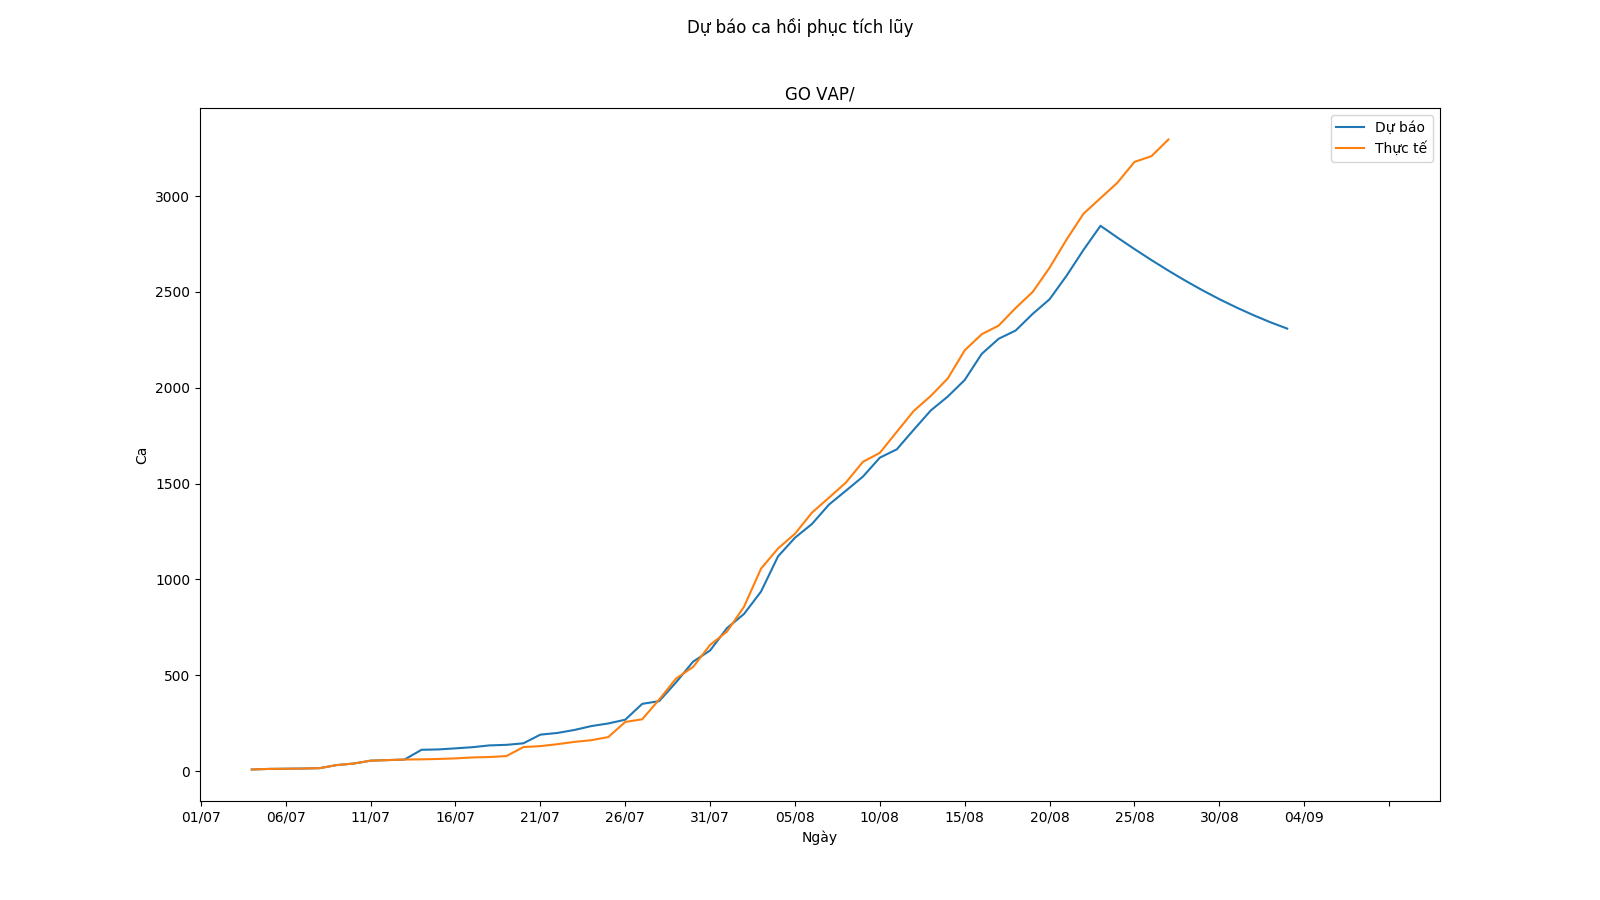 Dự báo ca hồi phục tích lũy
GO VAP/
Dự báo
Thực tế
3000
2500
2000
1500
1000
500
0
Ca
01/07 06/07 11/07 16/07 21/07 26/07 31/07 05/08 10/08 15/08 20/08 25/08 30/08 04/09
Ngày